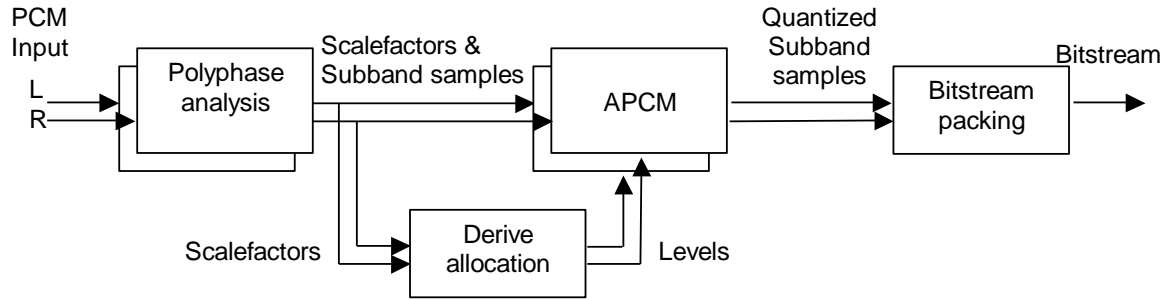 PCM
Input
L
R
Polyphase
analysis
Scalefactors &
Subband samples
APCM
Quantized
Subband
samples
Bitstream
Bitstream
packing
Scalefactors
Derive
allocation
Levels